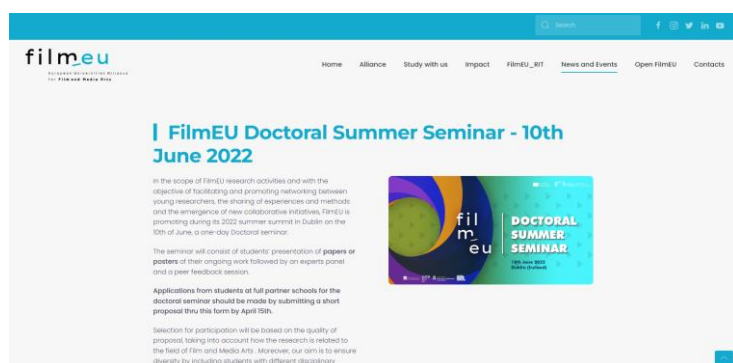 Search
filmeu
European Universities Alliance
for Film and Media Arts
Home Alliance Study with us Impact FilmEU_RIT News and Events Open FilmEU Contacts
FilmEU Doctoral Summer Seminar - 10th
June 2022
In the scope of FilmEU research activities and with the
objective of facilitating and promoting networking between
young researchers, the sharing of experiences and methods
and the emergence of new collaborative initiatives, FilmEU is
promoting during its 2022 summer summit in Dublin on the
10th of June, a one-day Doctoral seminar.
The seminar will consist of students' presentation of papers or
posters of their ongoing work followed by an experts panel
and a peer feedback session.
Applications from students at full partner schools for the
doctoral seminar should be made by submitting a short
proposal thru this form by April 15th.
Selection for participation will be based on the quality of
proposal, taking into account how the research is related to
the field of Film and Media Arts . Moreover, our aim is to ensure
diversity by including students with different disciplinary
fil
m
eu
DOCTORAL
SUMMER
SEMINAR
10th June 2022
Dublin (Ireland)